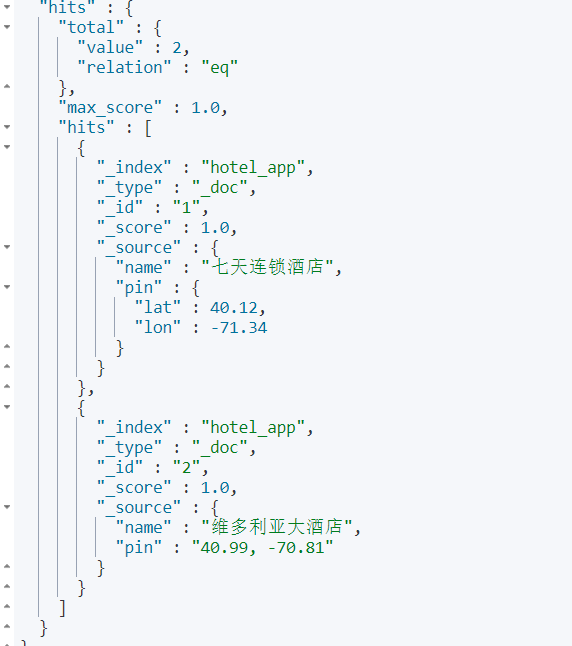 "hits" : {
"total" : {
"value" : 2,
"relation" : "eq"
},
"max_score" : 1.0,
"hits" : [
{
"_index" : "hotel_app",
"_type" : "_doc",
"_id" : "1",
"_score" : 1.0,
"_source" : {
"name" : "七天连锁酒店",
"pin" : {
"lat" : 40.12,
"lon" : -71.34
}
}
},
{
"_index" : "hotel_app",
"_type" : "_doc",
"_id" : "2",
"_score" : 1.0,
"_source" : {
"name" : "维多利亚大酒店",
"pin" : "40.99, -70.81"
}
}
]
}
}